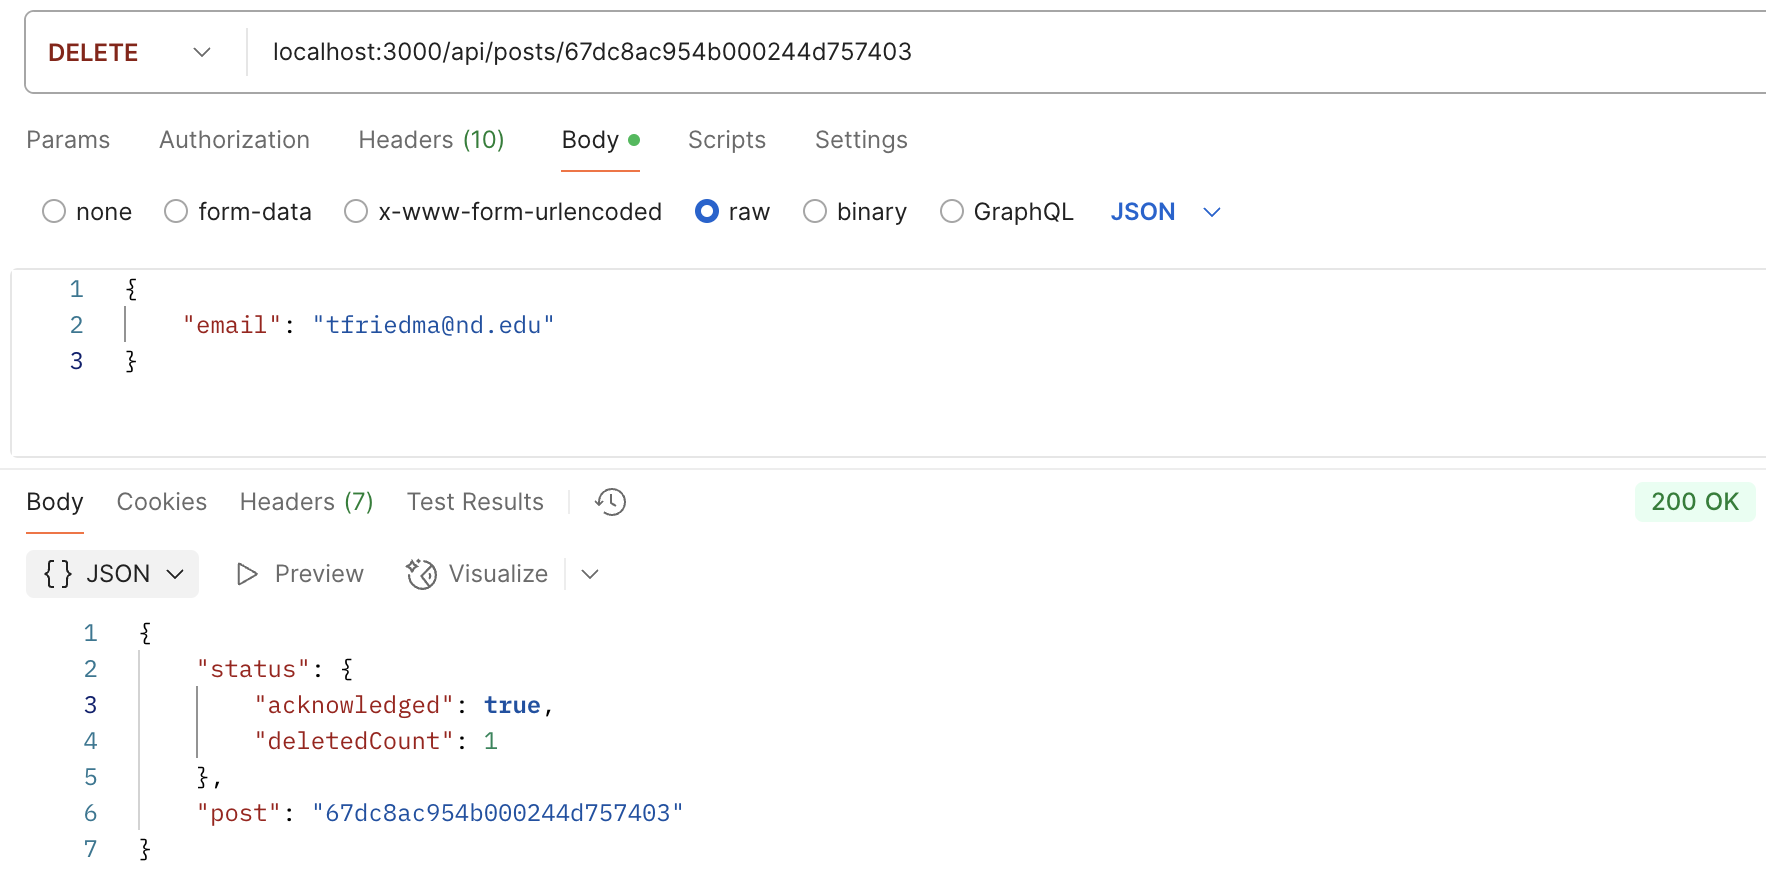 DELETE localhost:3000/api/posts/67dc8ac954b000244d757403
Params Authorization Headers (10) Body Scripts Settings
none form-data x-www-form-urlencoded raw binary GraphQL JSON
1 {
2 "email": "tfriedma@nd.edu"
3 }
Body Cookies Headers (7) Test Results 200 OK
{} JSON Preview Visualize
1 {
2 "status": {
3 "acknowledged": true,
4 "deletedCount": 1
5 },
6 "post": "67dc8ac954b000244d757403"
7 }